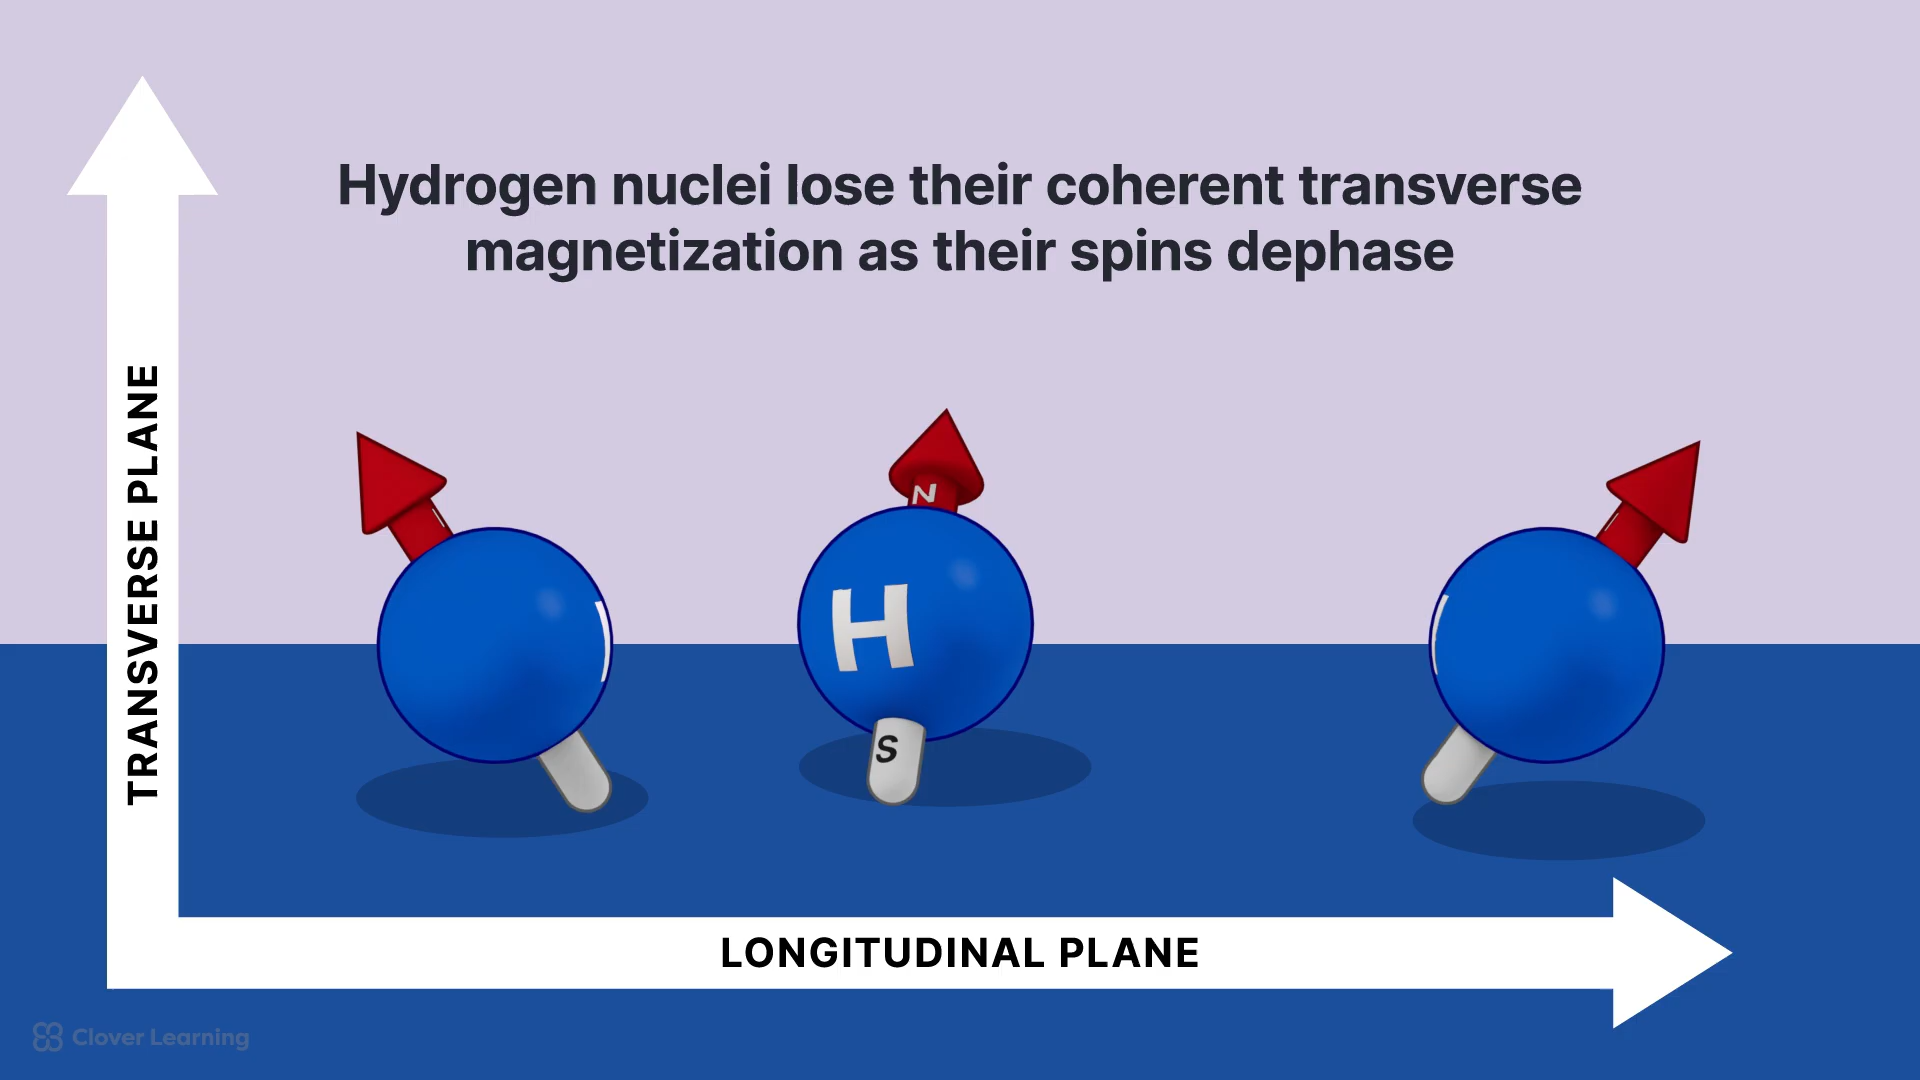 Hydrogen nuclei lose their coherent transverse
magnetization as their spins dephase
TRANSVERSE PLANE
N
H
S
LONGITUDINAL PLANE
Clover Learning